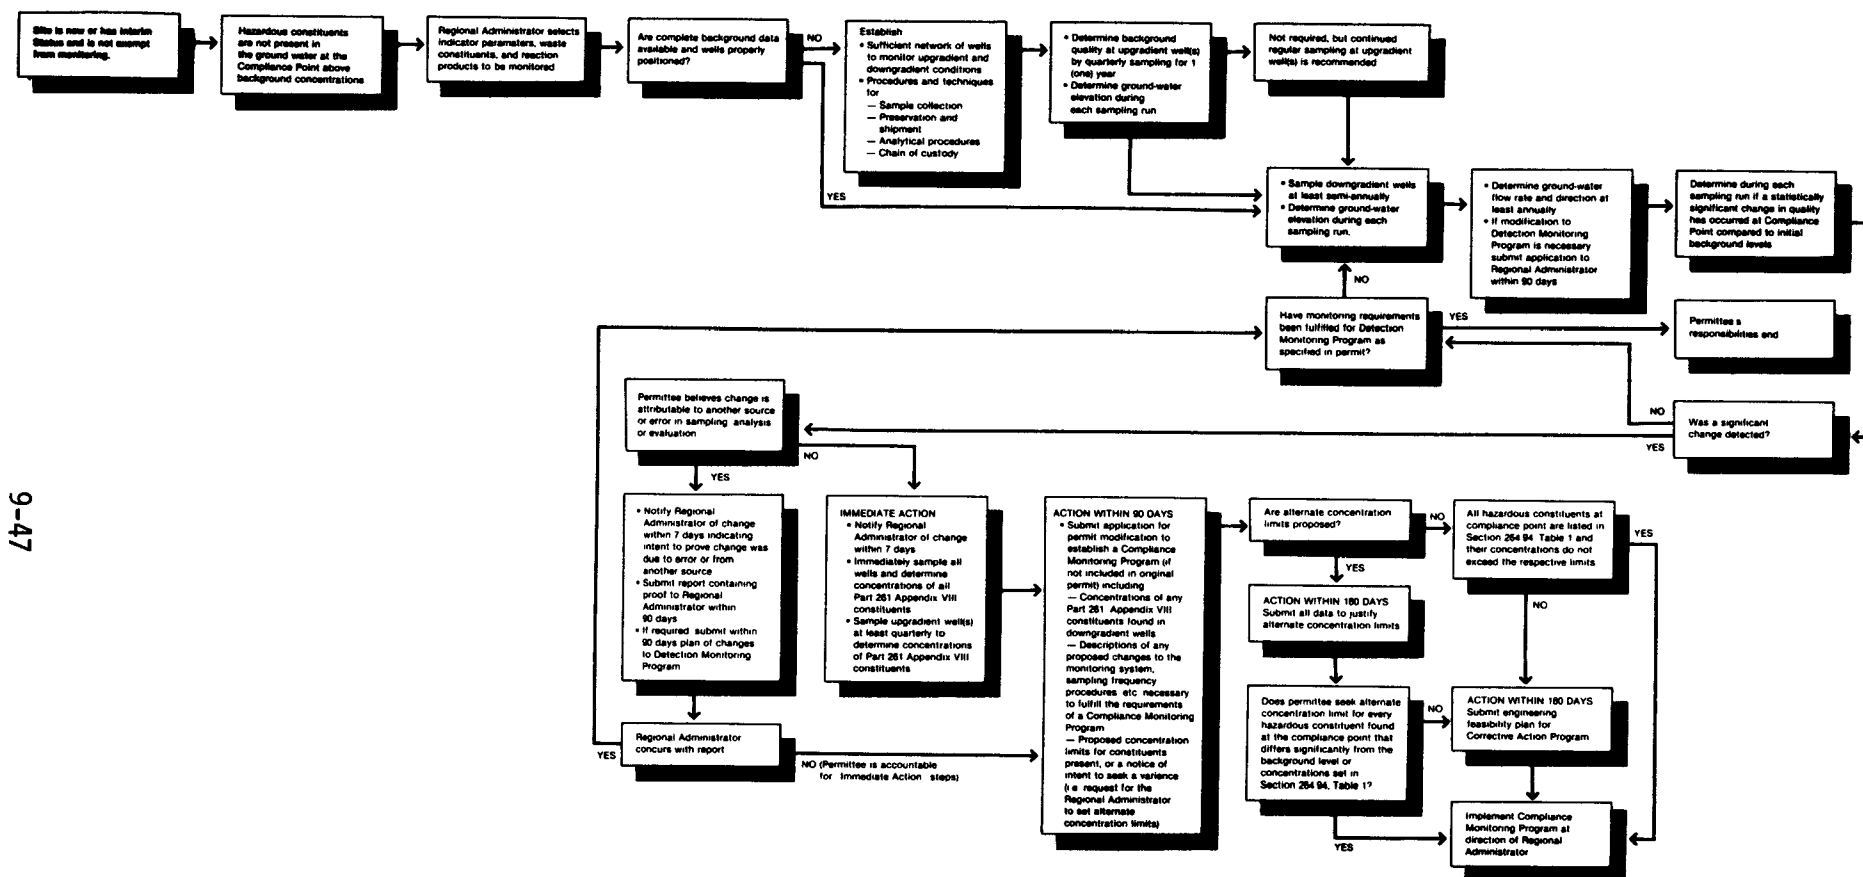 Site is new or has Interim
Status and is not exempt
from monitoring.
Hazardous constituents
are not present in
the ground water at the
Compliance Point above
background concentrations
Regional Administrator selects
indicator parameters, waste
constituents, and reaction
products to be monitored
Are complete background data
available and wells properly
positioned?
NO
YES
Establish
• Sufficient network of wells
to monitor upgradient and
downgradient conditions
• Procedures and techniques
for
— Sample collection
— Preservation and
shipment
— Analytical procedures
— Chain of custody
• Determine background
quality at upgradient well(s)
by quarterly sampling for 1
(one) year
• Determine ground-water
elevation during
each sampling run
Not required, but continued
regular sampling at upgradient
well(s) is recommended
• Sample downgradient wells
at least semi-annually
• Determine ground-water
elevation during each
sampling run.
• Determine ground-water
flow rate and direction at
least annually
• If modification to
Detection Monitoring
Program is necessary
submit application to
Regional Administrator
within 90 days
Determine during each
sampling run if a statistically
significant change in quality
has occurred at Compliance
Point compared to initial
background levels
NO
Have monitoring requirements
been fulfilled for Detection
Monitoring Program as
specified in permit?
YES
Permittee s
responsibilities end
NO
Was a significant
change detected?
YES
Permittee believes change is
attributable to another source
or error in sampling analysis
or evaluation
NO
YES
• Notify Regional
Administrator of change
within 7 days indicating
intent to prove change was
due to error or from
another source
• Submit report containing
proof to Regional
Administrator within
90 days
• If required submit within
90 days plan of changes
to Detection Monitoring
Program
Regional Administrator
concurs with report
YES
NO (Permittee is accountable
for Immediate Action steps)
IMMEDIATE ACTION
• Notify Regional
Administrator of change
within 7 days
• Immediately sample all
wells and determine
concentrations of all
Part 261 Appendix VIII
constituents
• Sample upgradient well(s)
at least quarterly to
determine concentrations
of Part 261 Appendix VIII
constituents
ACTION WITHIN 90 DAYS
• Submit application for
permit modification to
establish a Compliance
Monitoring Program (if
not included in original
permit) including
— Concentrations of any
Part 261 Appendix VIII
constituents found in
downgradient wells
— Descriptions of any
proposed changes to the
monitoring system,
sampling frequency
procedures etc necessary
to fulfill the requirements
of a Compliance Monitoring
Program
— Proposed concentration
limits for constituents
present, or a notice of
intent to seek a variance
(i e request for the
Regional Administrator
to set alternate
concentration limits)
Are alternate concentration
limits proposed?
NO
YES
All hazardous constituents at
compliance point are listed in
Section 264 94 Table 1 and
their concentrations do not
exceed the respective limits
YES
NO
ACTION WITHIN 180 DAYS
Submit all data to justify
alternate concentration limits
Does permittee seek alternate
concentration limit for every
hazardous constituent found
at the compliance point that
differs significantly from the
background level or
concentrations set in
Section 264 94, Table 1?
NO
YES
ACTION WITHIN 180 DAYS
Submit engineering
feasibility plan for
Corrective Action Program
Implement Compliance
Monitoring Program at
direction of Regional
Administrator
9-47